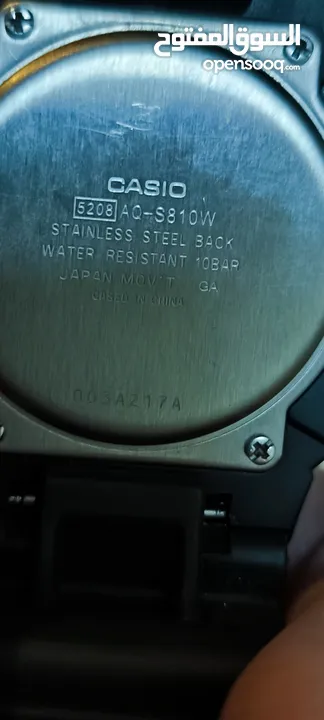 السوق المفتوح
opensooq.com
CASIO
5208 AQ-S810W
STAINLESS STEEL BACK
WATER RESISTANT 10BAR
JAPAN MOV'T GA
CASED IN CHINA
003A217A